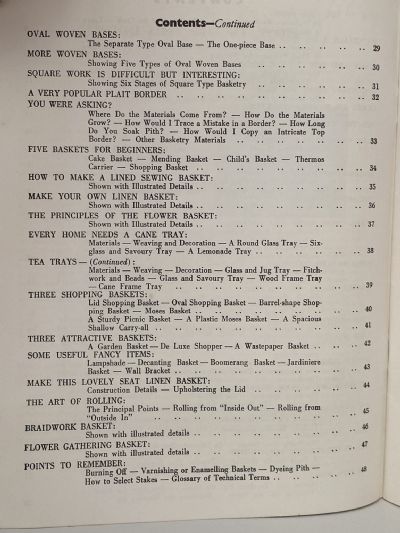 Contents—Continued
OVAL WOVEN BASES:
The Separate Type Oval Base — The One-piece Base .. .. .. .. .. 29
MORE WOVEN BASES:
Showing Five Types of Oval Woven Bases .. .. .. .. .. 30
SQUARE WORK IS DIFFICULT BUT INTERESTING:
Showing Six Stages of Square Type Basketry .. .. .. .. .. 31
A VERY POPULAR PLAIT BORDER .. .. .. .. .. .. .. 32
YOU WERE ASKING?
Where Do the Materials Come From? — How Do the Materials
Grow? — How Would I Trace a Mistake in a Border? — How Long
Do You Soak Pith? — How Would I Copy an Intricate Top
Border? — Other Basketry Materials .. .. .. .. .. 33
FIVE BASKETS FOR BEGINNERS:
Cake Basket — Mending Basket — Child's Basket — Thermos
Carrier — Shopping Basket .. .. .. .. .. .. 34
HOW TO MAKE A LINED SEWING BASKET:
Shown with Illustrated Details .. .. .. .. .. .. 35
MAKE YOUR OWN LINEN BASKET:
Shown with Illustrated Details .. .. .. .. .. .. 36
THE PRINCIPLES OF THE FLOWER BASKET:
Shown with Illustrated Details .. .. .. .. .. .. 37
EVERY HOME NEEDS A CANE TRAY:
Materials — Weaving and Decoration — A Round Glass Tray — Six-
glass and Savoury Tray — A Lemonade Tray .. .. .. .. 38
TEA TRAYS — (Continued):
Materials — Weaving — Decoration — Glass and Jug Tray — Fitch-
work and Beads — Glass and Savoury Tray — Wood Frame Tray
— Cane Frame Tray .. .. .. .. .. .. .. 39
THREE SHOPPING BASKETS:
Lid Shopping Basket — Oval Shopping Basket — Barrel-shape Shop-
ping Basket — Moses Basket .. .. .. .. .. .. 40
A Sturdy Picnic Basket — A Plastic Moses Basket — A Spacious
Shallow Carry-all .. .. .. .. .. .. .. 41
THREE ATTRACTIVE BASKETS:
A Garden Basket — De Luxe Shopper — A Wastepaper Basket .. .. 42
SOME USEFUL FANCY ITEMS:
Lampshade — Decanting Basket — Boomerang Basket — Jardiniere
Basket — Wall Bracket .. .. .. .. .. .. 43
MAKE THIS LOVELY SEAT LINEN BASKET:
Construction Details — Upholstering the Lid .. .. .. .. 44
THE ART OF ROLLING:
The Principal Points — Rolling from "Inside Out" — Rolling from
"Outside In" .. .. .. .. .. .. .. 45
BRAIDWORK BASKET:
Shown with illustrated details .. .. .. .. .. .. 46
FLOWER GATHERING BASKET:
Shown with illustrated details .. .. .. .. .. .. 47
POINTS TO REMEMBER:
Burning Off — Varnishing or Enamelling Baskets — Dyeing Pith —
How to Select Stakes — Glossary of Technical Terms .. .. .. .. 48